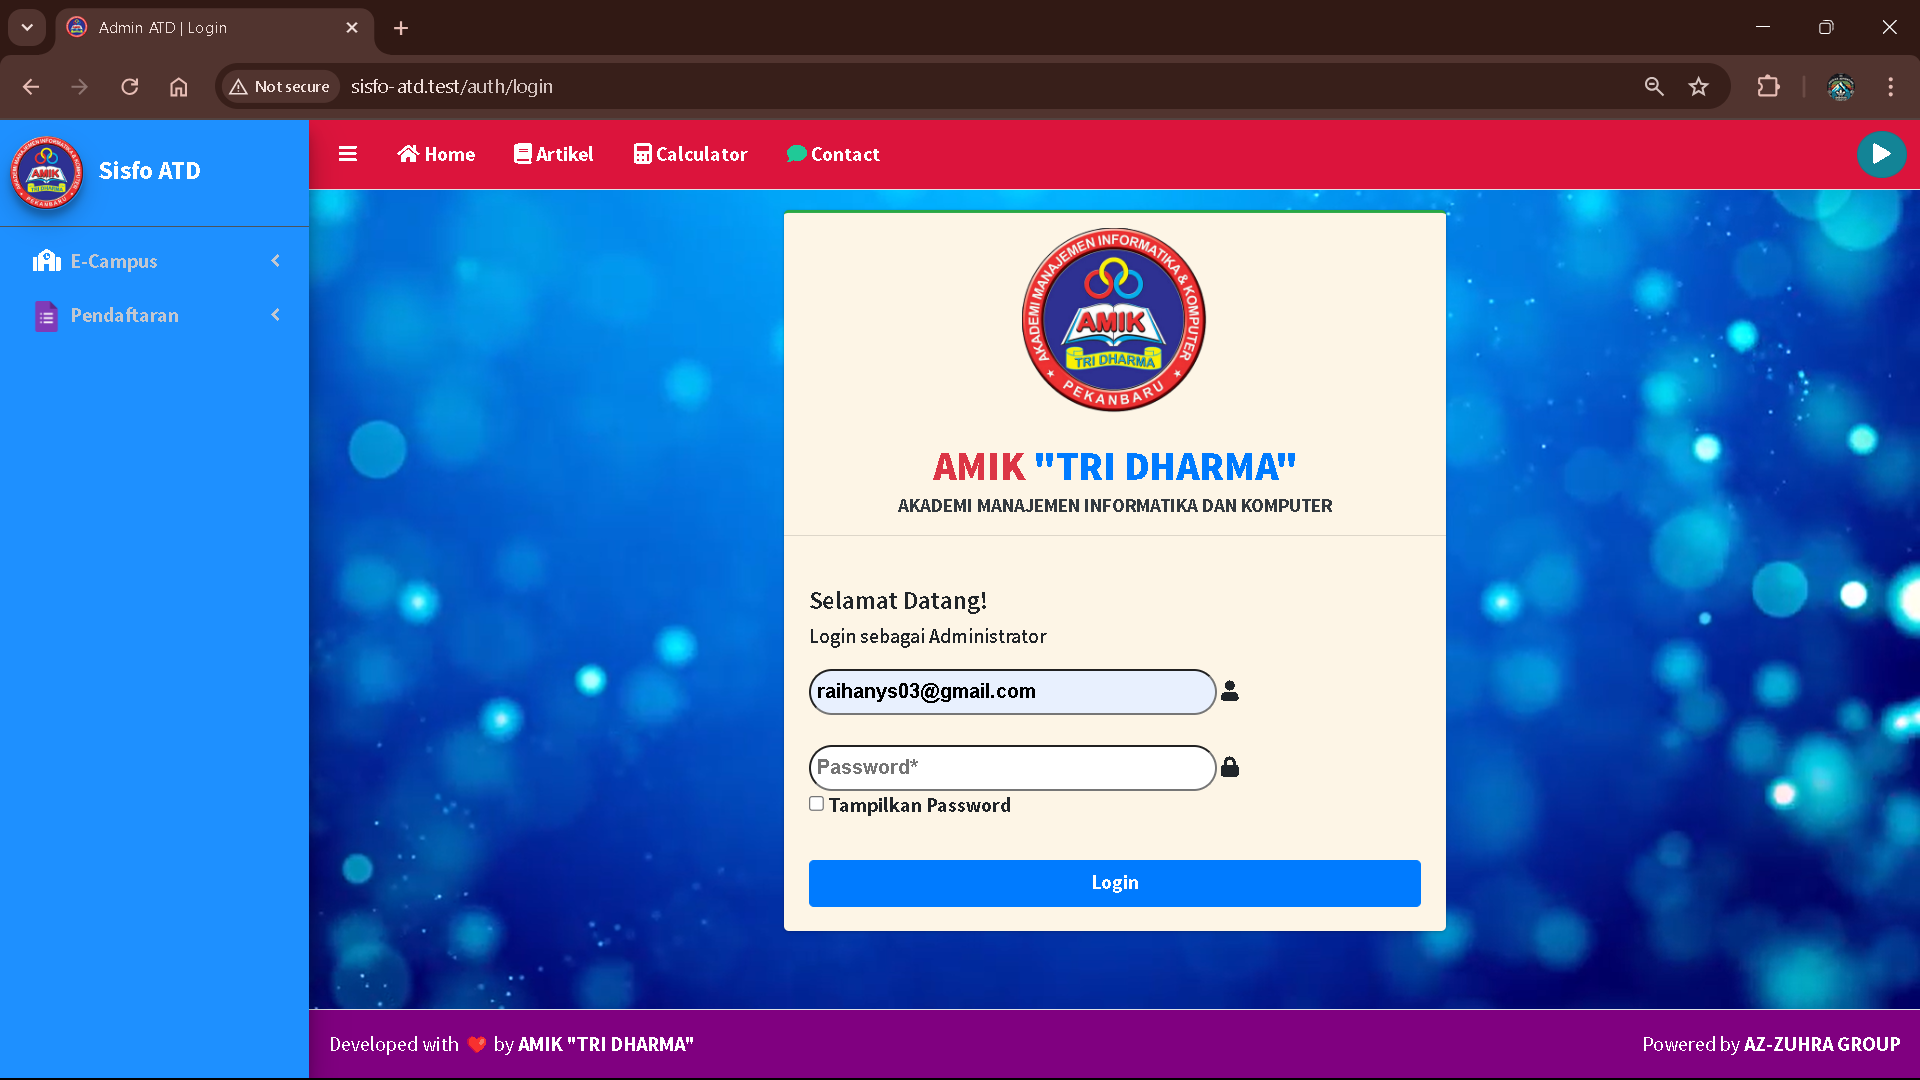 Admin ATD | Login
Not secure
sisfo-atd.test/auth/login
Sisfo ATD
Home
Artikel
Calculator
Contact
E-Campus
Pendaftaran
AKADEMI MANAJEMEN INFORMATIKA & KOMPUTER
AMIK
TRI DHARMA
PEKANBARU
AMIK "TRI DHARMA"
AKADEMI MANAJEMEN INFORMATIKA DAN KOMPUTER
Selamat Datang!
Login sebagai Administrator
raihanys03@gmail.com
Password*
Tampilkan Password
Login
Developed with ❤️ by AMIK "TRI DHARMA"
Powered by AZ-ZUHRA GROUP